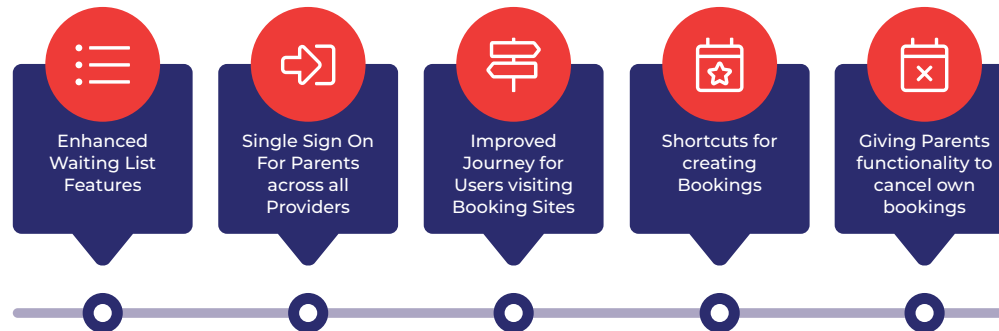 Enhanced
Waiting List
Features
Single Sign On
For Parents
across all
Providers
Improved
Journey for
Users visiting
Booking Sites
Shortcuts for
creating
Bookings
Giving Parents
functionality to
cancel own
bookings